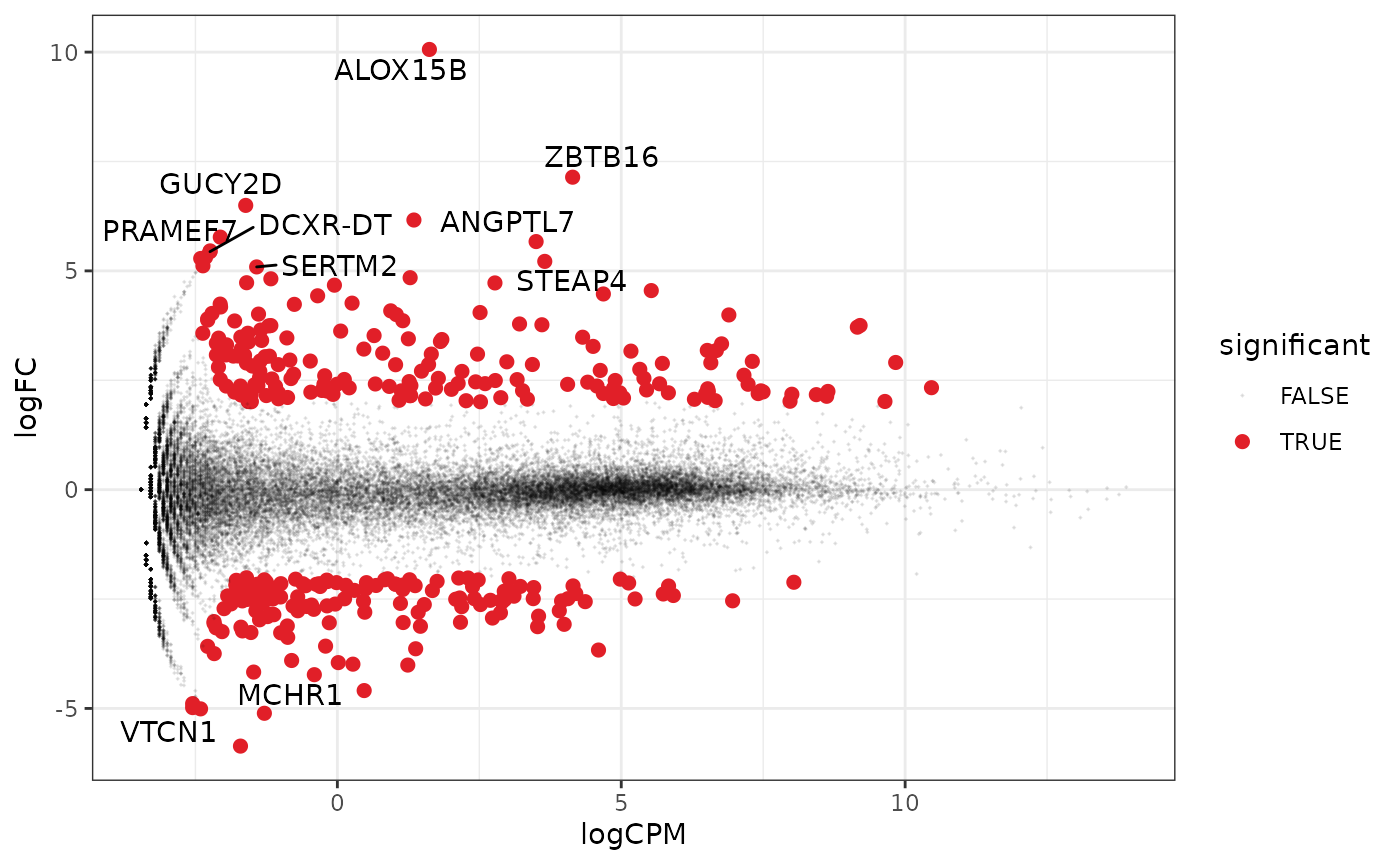 10
ALOX15B
ZBTB16
GUCY2D
PRAMEF7
DCXR-DT
ANGPTL7
5
SERTM2
STEAP4
logFC
significant
FALSE
TRUE
0
MCHR1
-5
VTCN1
0
5
10
logCPM